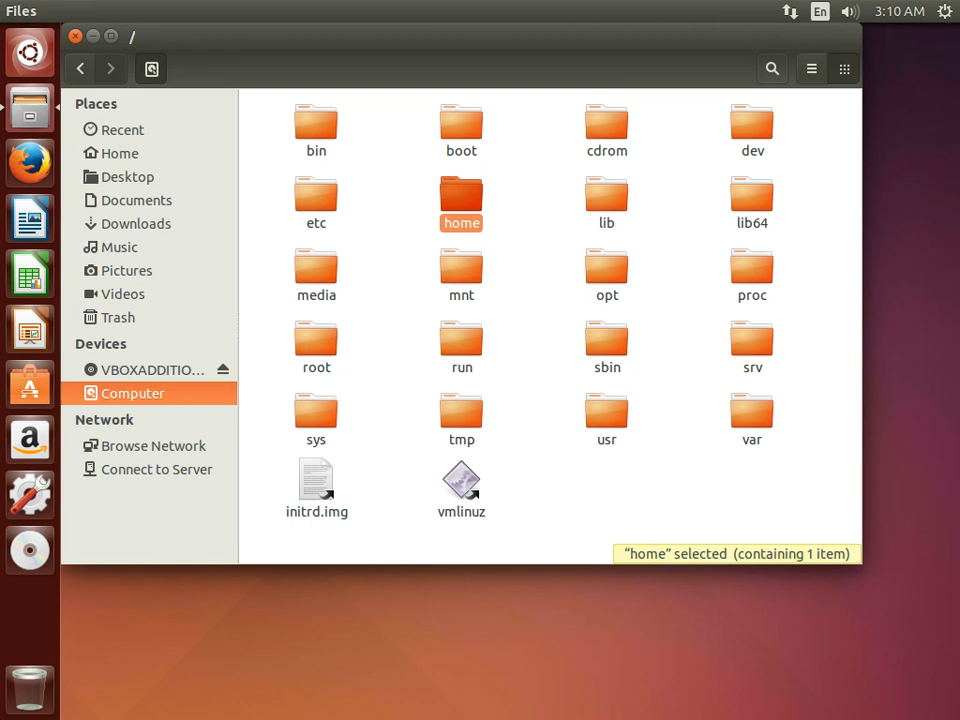 Files
En
3:10 AM
/
Places
Recent
Home
Desktop
Documents
Downloads
Music
Pictures
Videos
Trash
Devices
VBOXADDITIO...
Computer
Network
Browse Network
Connect to Server
bin
boot
cdrom
dev
etc
home
lib
lib64
media
mnt
opt
proc
root
run
sbin
srv
sys
tmp
usr
var
initrd.img
vmlinuz
“home” selected (containing 1 item)